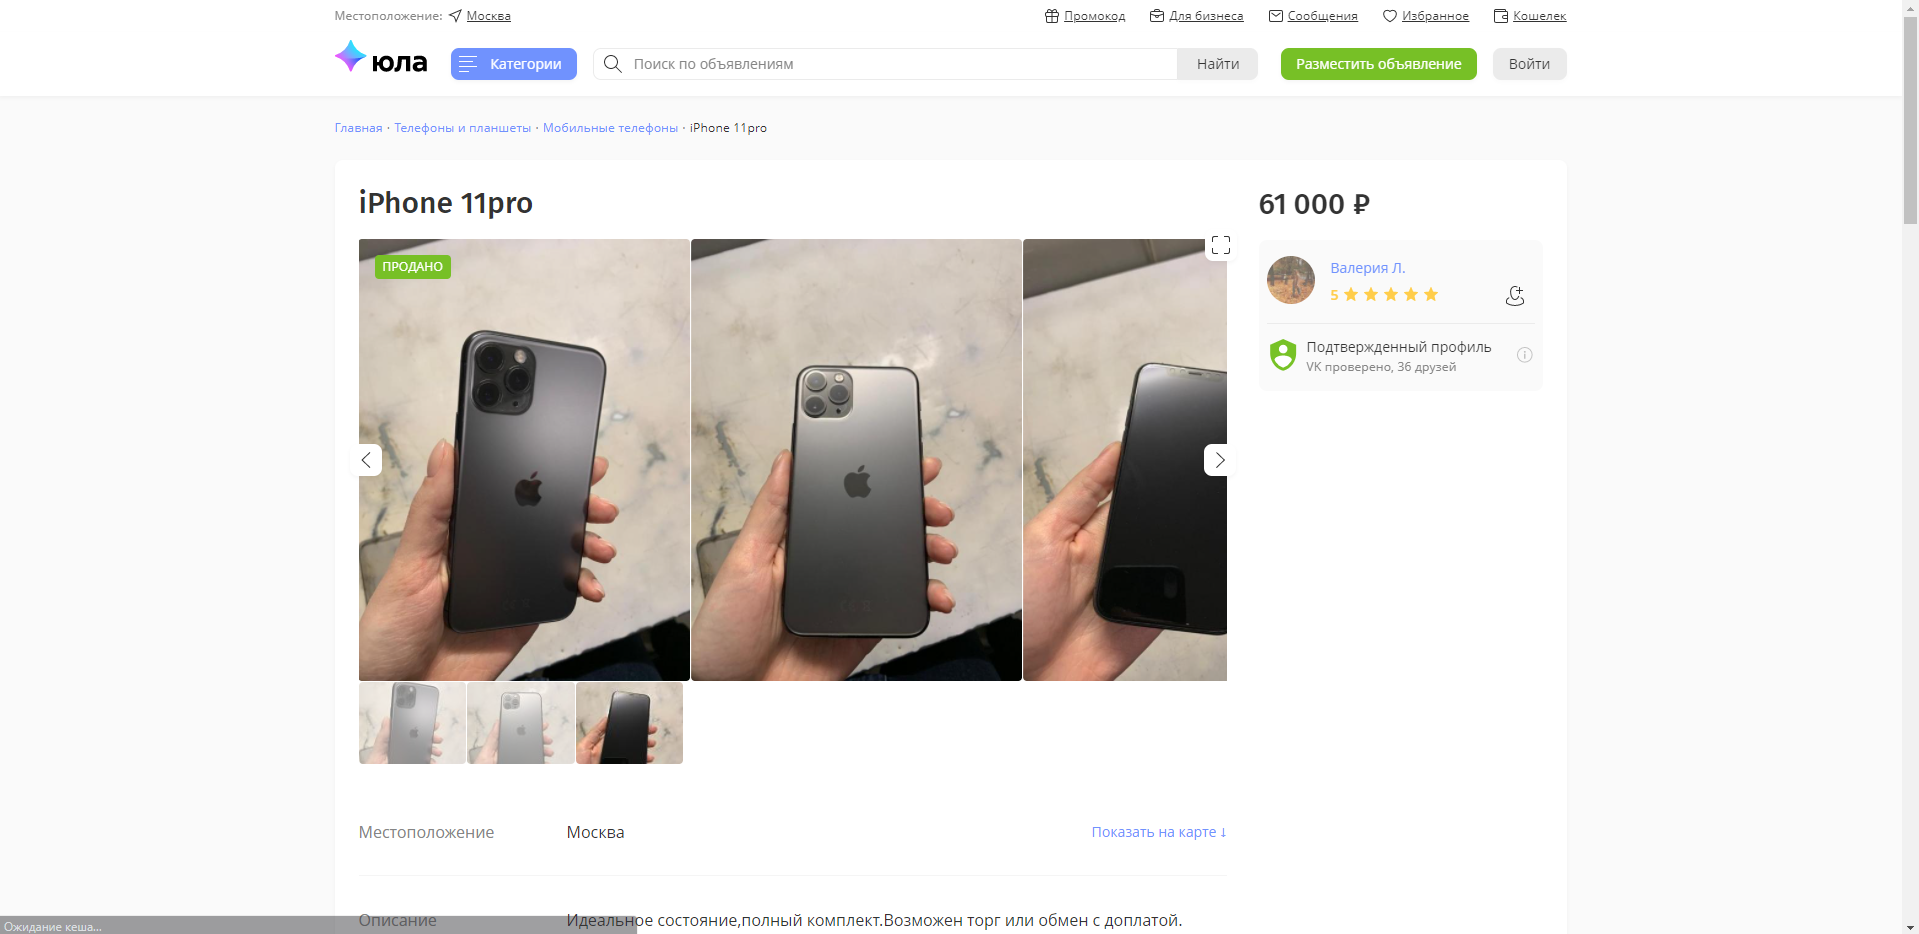 Местоположение: Москва
Промокод Для бизнеса Сообщения Избранное Кошелек
юла Категории Поиск по объявлениям Найти Разместить объявление Войти
Главная · Телефоны и планшеты · Мобильные телефоны · iPhone 11pro
iPhone 11pro
61 000 ₽
ПРОДАНО
Валерия Л.
5
Подтвержденный профиль
VK проверено, 36 друзей
Местоположение Москва Показать на карте ↓
Описание Идеальное состояние,полный комплект.Возможен торг или обмен с доплатой.
Ожидание кеша...